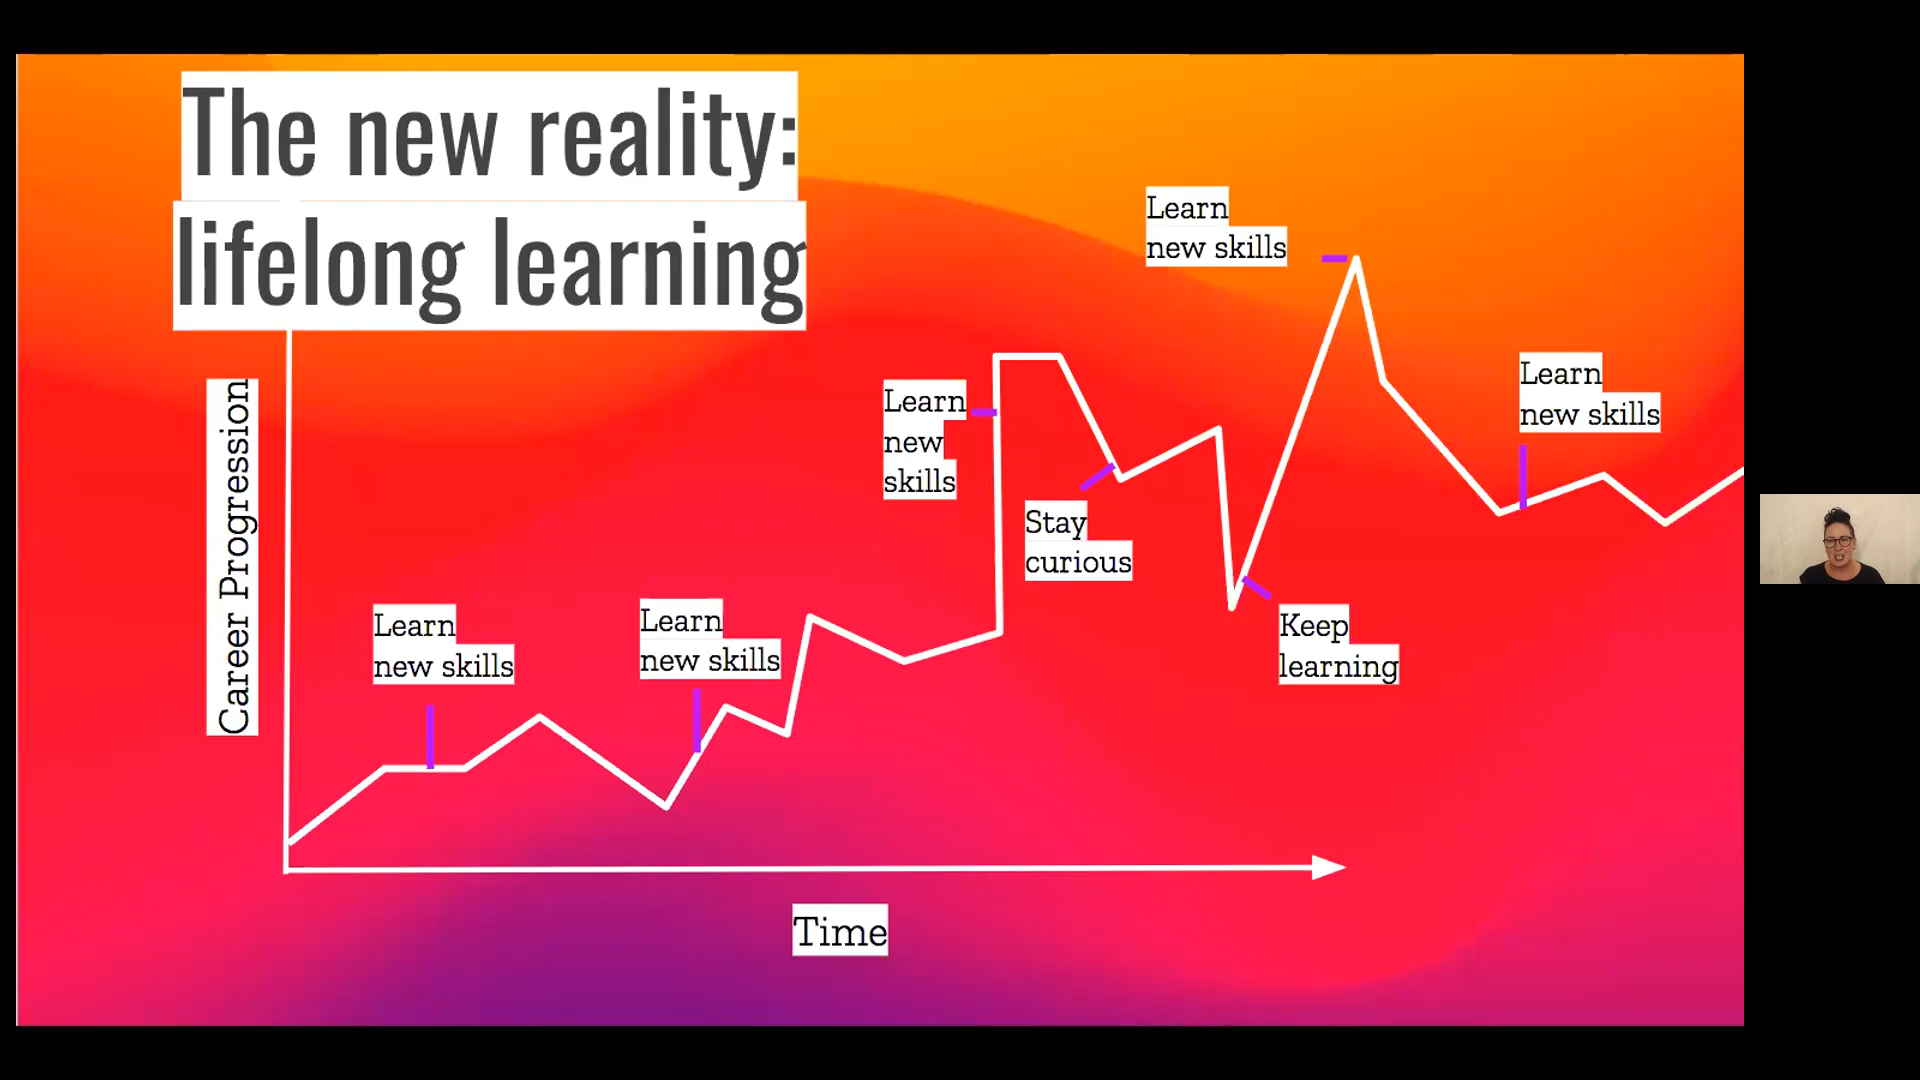 The new reality:
lifelong learning
Career Progression
Learn
new skills
Learn
new skills
Learn
new
skills
Stay
curious
Learn
new skills
Keep
learning
Learn
new skills
Time